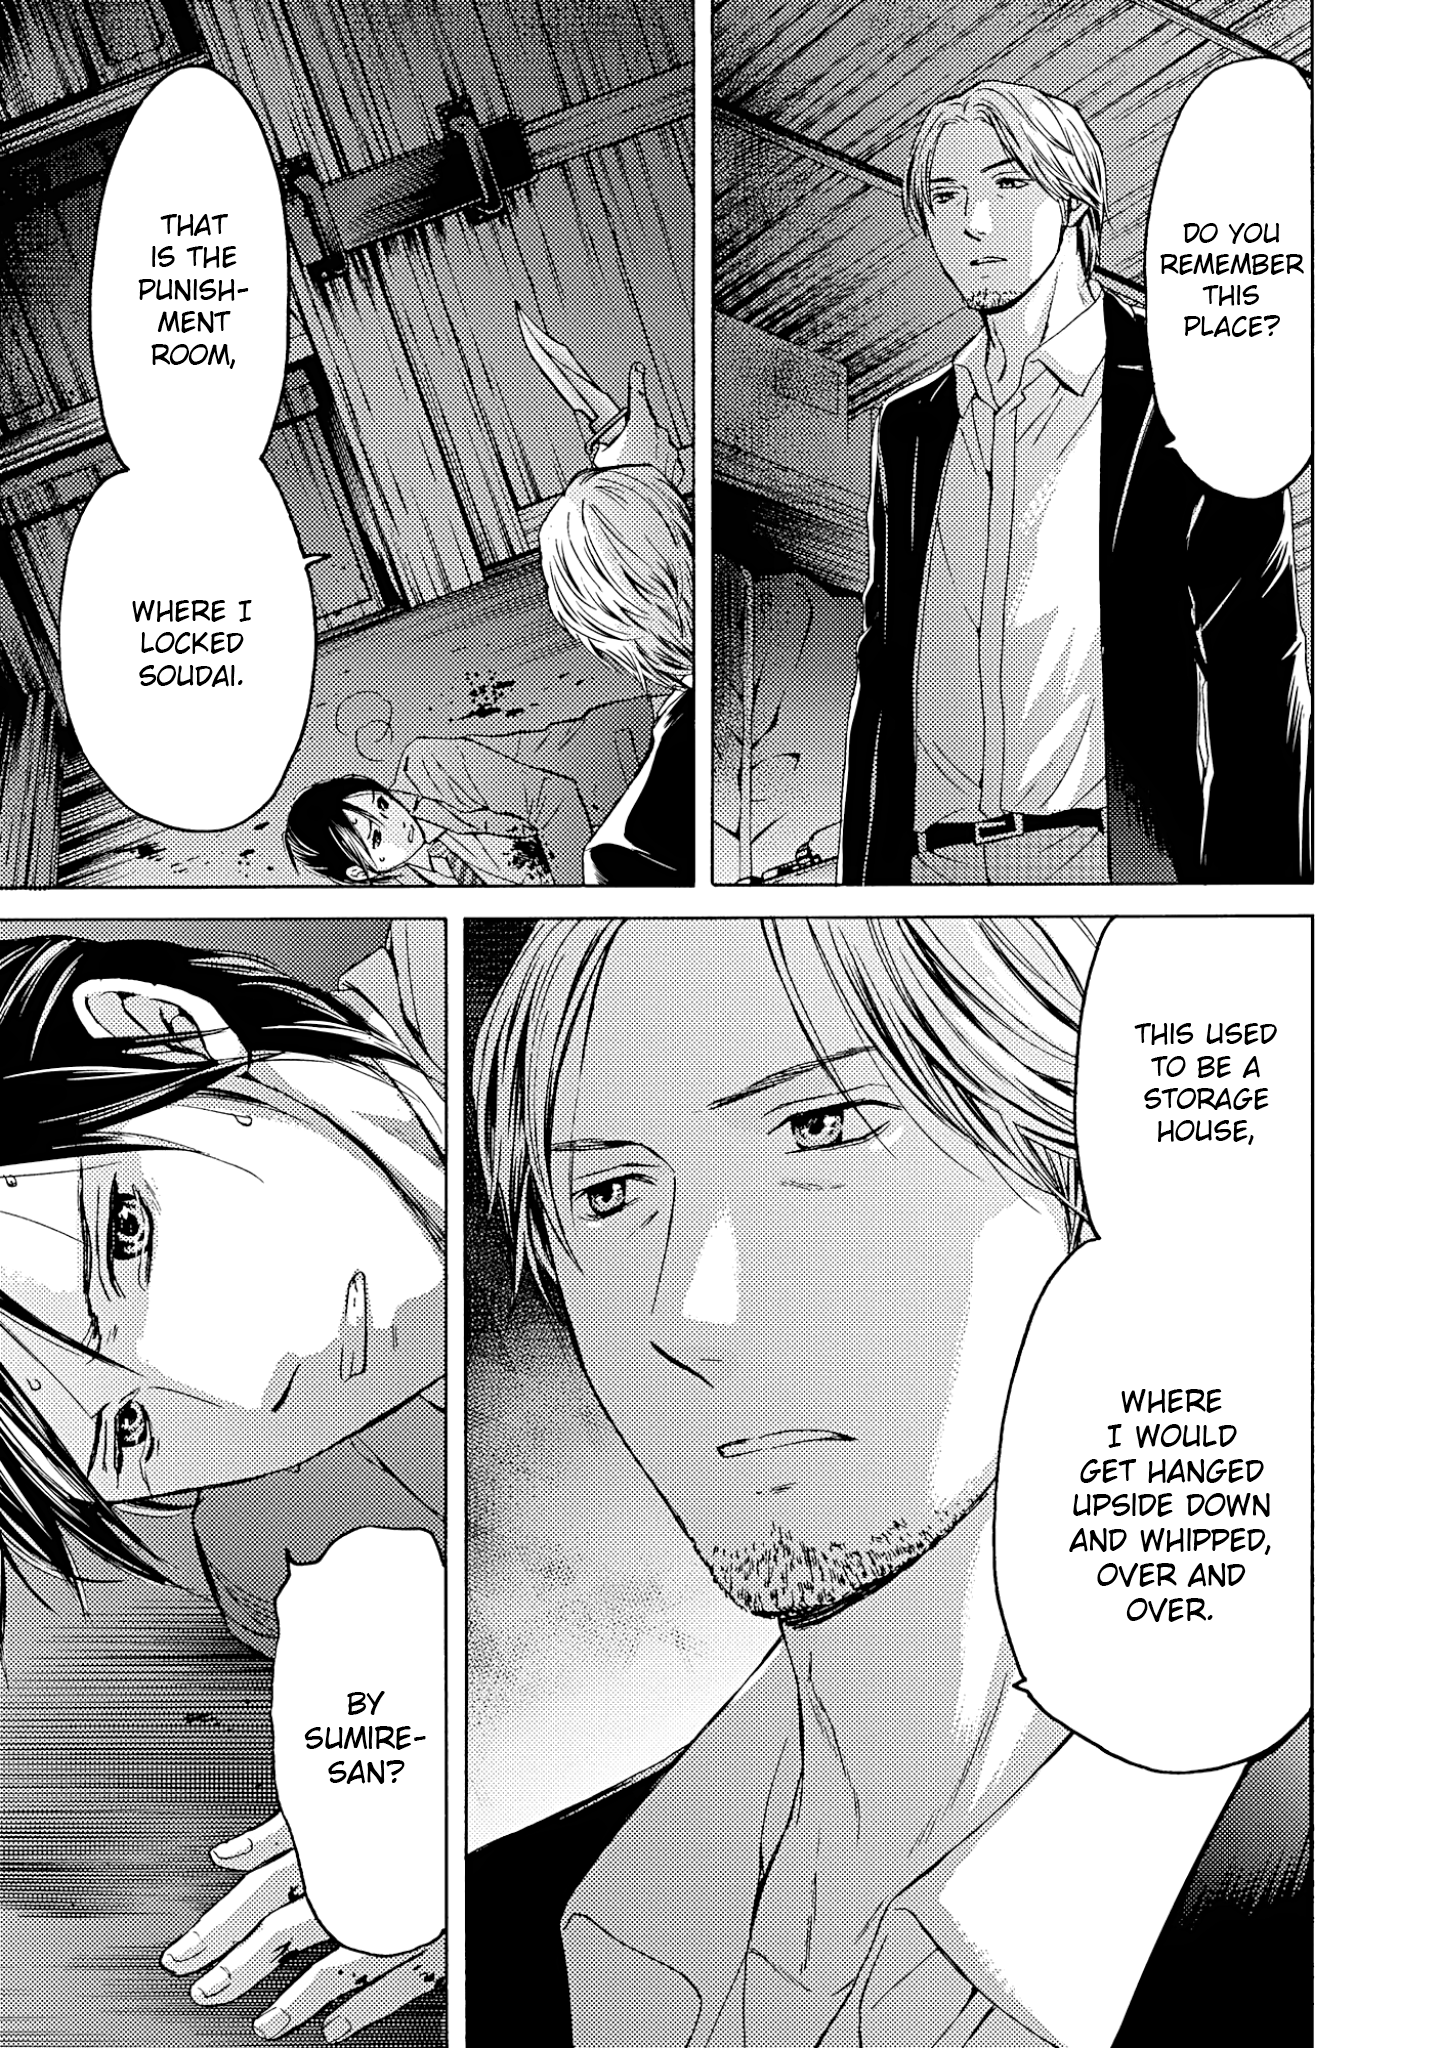 DO YOU
REMEMBER
THIS
PLACE?
THAT
IS THE
PUNISH-
MENT
ROOM,
WHERE I
LOCKED
SOUDAI.
THIS USED
TO BE A
STORAGE
HOUSE,
WHERE
I WOULD
GET HANGED
UPSIDE DOWN
AND WHIPPED,
OVER AND
OVER.
BY
SUMIRE-
SAN?